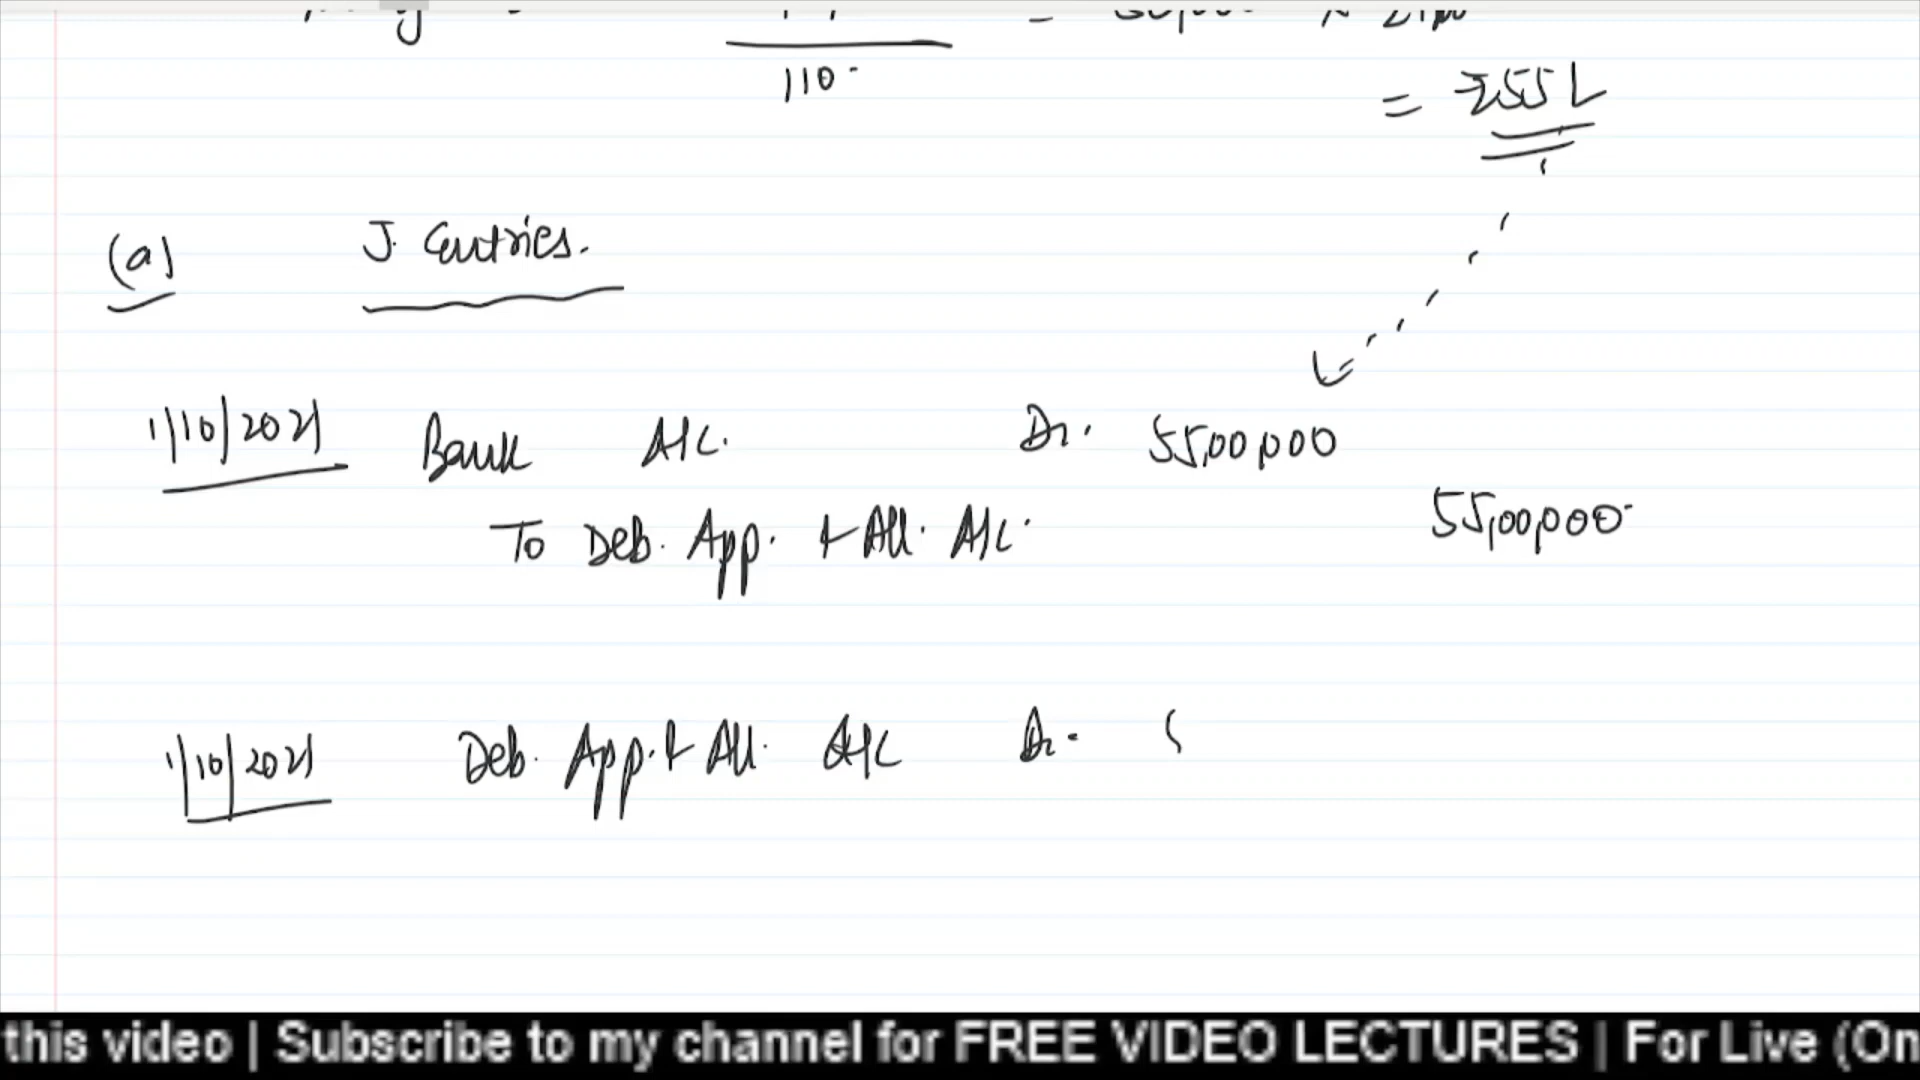 110
= ₹55 L
(a) J. Entries.
1/10/2021 Bank A/c. Dr. 55,00,000
To Deb. App. & All. A/c. 55,00,000
1/10/2021 Deb. App. & All. A/c Dr.
this video | Subscribe to my channel for FREE VIDEO LECTURES | For Live (On